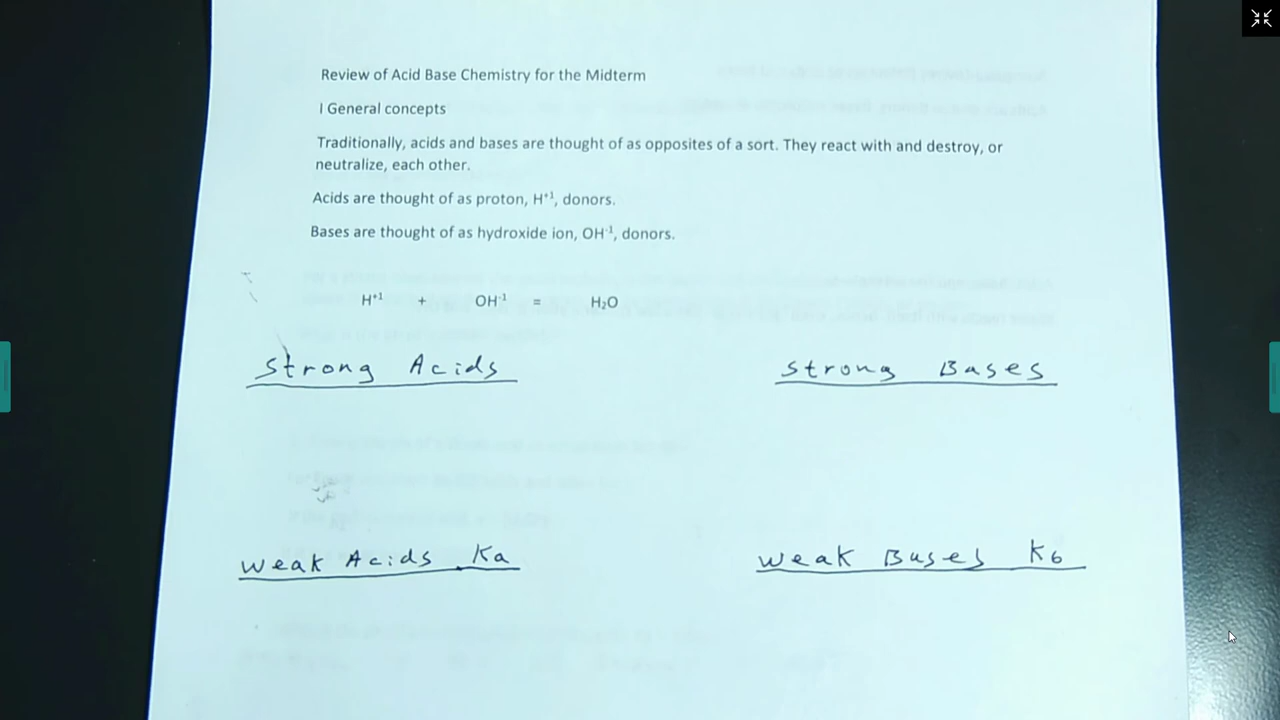 Review of Acid Base Chemistry for the Midterm
I General concepts
Traditionally, acids and bases are thought of as opposites of a sort. They react with and destroy, or
neutralize, each other.
Acids are thought of as proton, H⁺¹, donors.
Bases are thought of as hydroxide ion, OH⁻¹, donors.
H⁺¹ + OH⁻¹ = H₂O
Strong Acids Strong Bases
Weak Acids Ka Weak Bases Kb